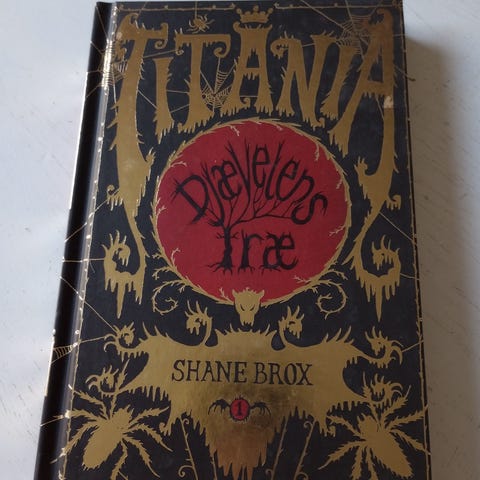 TITANIA
Djævelens
Træ
SHANE BROX
1